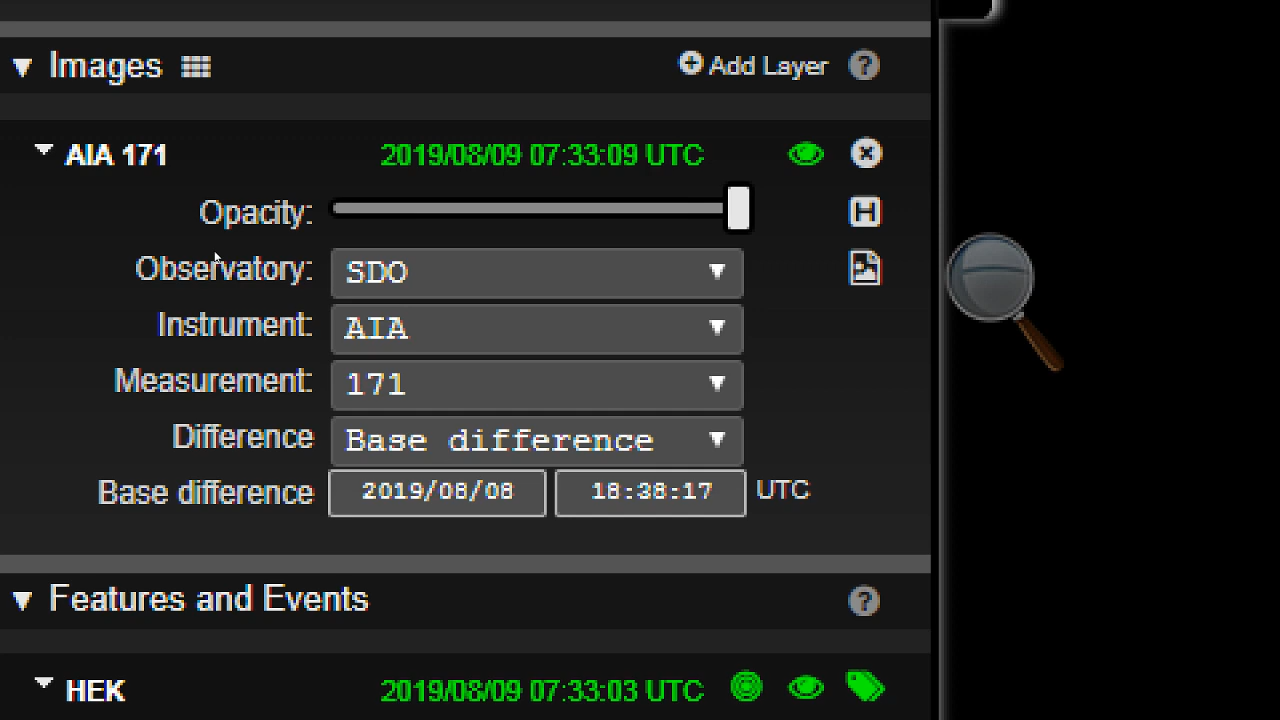 Images Add Layer ?
AIA 171 2019/08/09 07:33:09 UTC
Opacity: H
Observatory: SDO
Instrument: AIA
Measurement: 171
Difference Base difference
Base difference 2019/08/08 18:38:17 UTC
Features and Events ?
HEK 2019/08/09 07:33:03 UTC